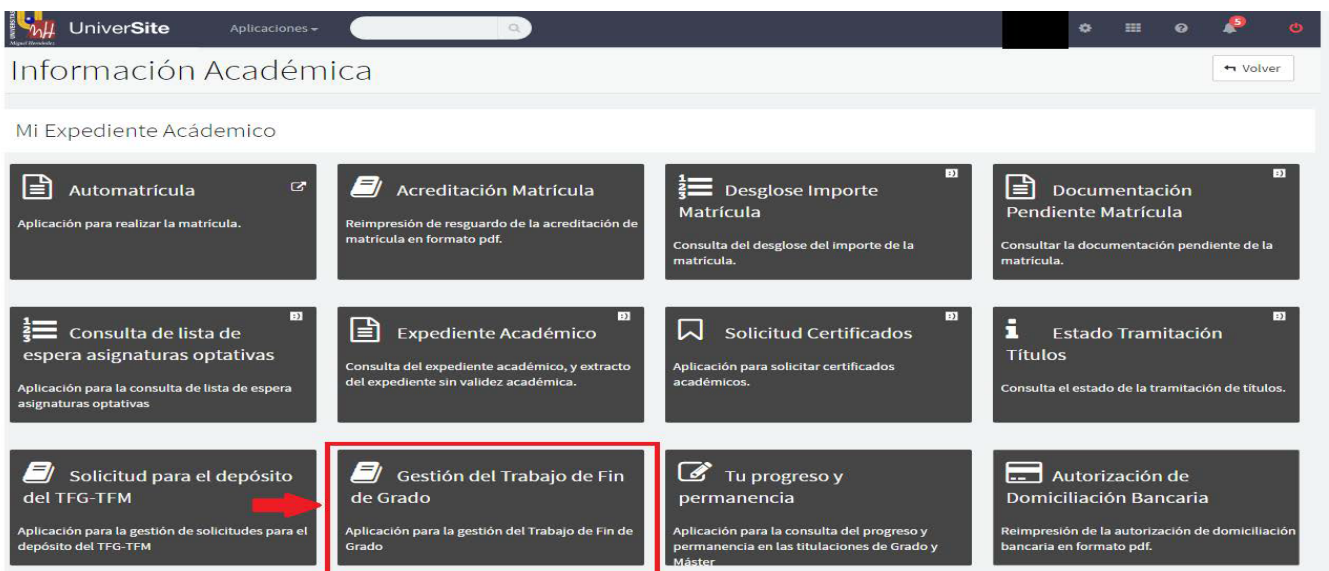 UNIVERSITAS
Miguel Hernández
UniverSite
Aplicaciones
5
Información Académica
Volver
Mi Expediente Acádemico
Automatrícula
Aplicación para realizar la matrícula.
Acreditación Matrícula
Reimpresión de resguardo de la acreditación de
matrícula en formato pdf.
Desglose Importe
Matrícula
Consulta del desglose del importe de la
matrícula.
Documentación
Pendiente Matrícula
Consultar la documentación pendiente de la
matrícula.
Consulta de lista de
espera asignaturas optativas
Aplicación para la consulta de lista de espera
asignaturas optativas
Expediente Académico
Consulta del expediente académico, y extracto
del expediente sin validez académica.
Solicitud Certificados
Aplicación para solicitar certificados
académicos.
Estado Tramitación
Títulos
Consulta el estado de la tramitación de títulos.
Solicitud para el depósito
del TFG-TFM
Aplicación para la gestión de solicitudes para el
depósito del TFG-TFM
Gestión del Trabajo de Fin
de Grado
Aplicación para la gestión del Trabajo de Fin de
Grado
Tu progreso y
permanencia
Aplicación para la consulta del progreso y
permanencia en las titulaciones de Grado y
Máster
Autorización de
Domiciliación Bancaria
Reimpresión de la autorización de domiciliación
bancaria en formato pdf.